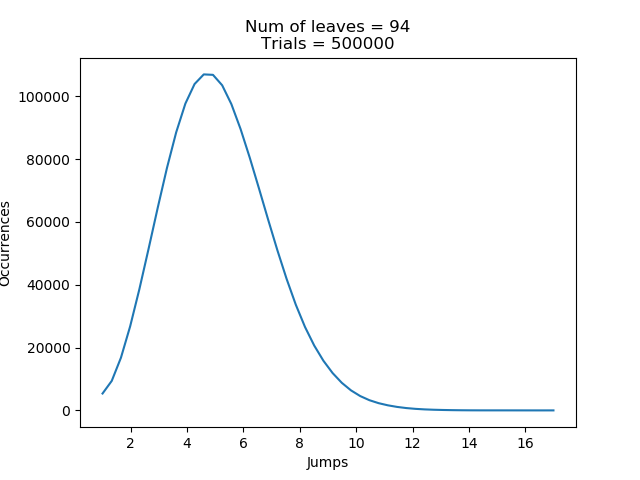 Num of leaves = 94
Trials = 500000
100000
80000
60000
40000
20000
0
Occurrences
2 4 6 8 10 12 14 16
Jumps